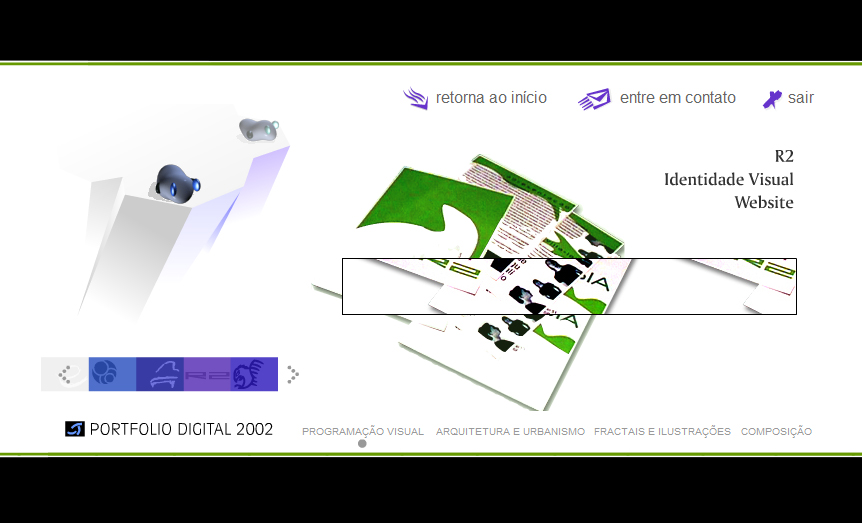 retorna ao início
entre em contato
sair
R2
Identidade Visual
Website
R2
PORTFOLIO DIGITAL 2002
PROGRAMAÇÃO VISUAL
ARQUITETURA E URBANISMO
FRACTAIS E ILUSTRAÇÕES
COMPOSIÇÃO